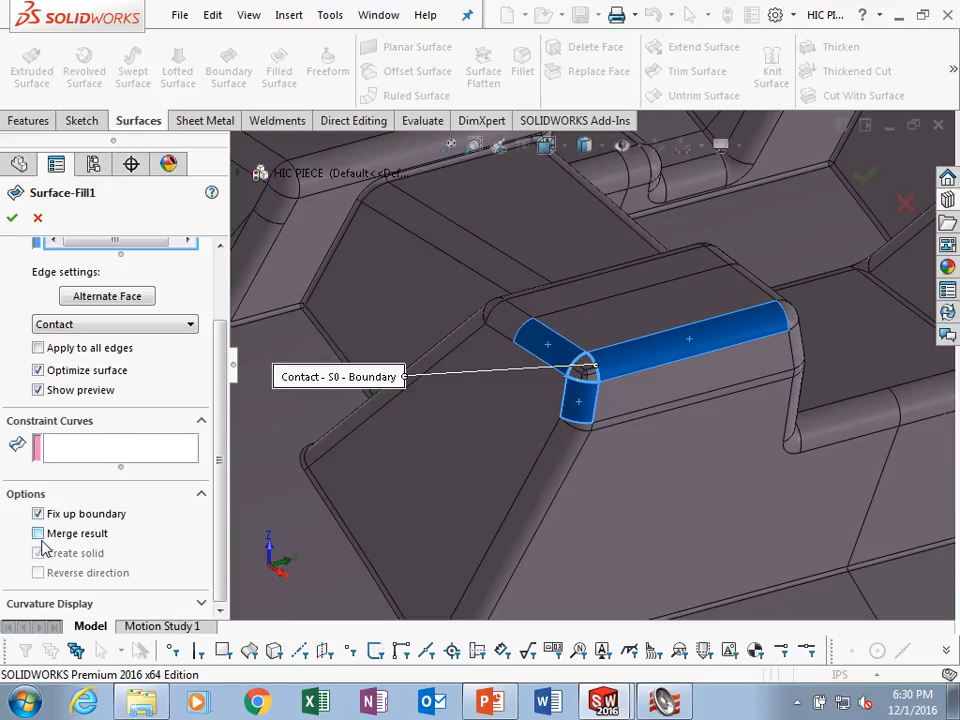 SOLIDWORKS File Edit View Insert Tools Window Help HIC PI...
Extruded Surface
Revolved Surface
Swept Surface
Lofted Surface
Boundary Surface
Filled Surface
Freeform
Planar Surface
Offset Surface
Ruled Surface
Surface Flatten
Fillet
Delete Face
Replace Face
Extend Surface
Trim Surface
Untrim Surface
Knit Surface
Thicken
Thickened Cut
Cut With Surface
Features Sketch Surfaces Sheet Metal Weldments Direct Editing Evaluate DimXpert SOLIDWORKS Add-Ins
HIC PIECE (Default<<Def...
Surface-Fill1
Edge settings:
Alternate Face
Contact
Apply to all edges
Optimize surface
Show preview
Contact - S0 - Boundary
Constraint Curves
Options
Fix up boundary
Merge result
Create solid
Reverse direction
Curvature Display
Z
Model Motion Study 1
SOLIDWORKS Premium 2016 x64 Edition IPS
SW
2016
6:30 PM
12/1/2016